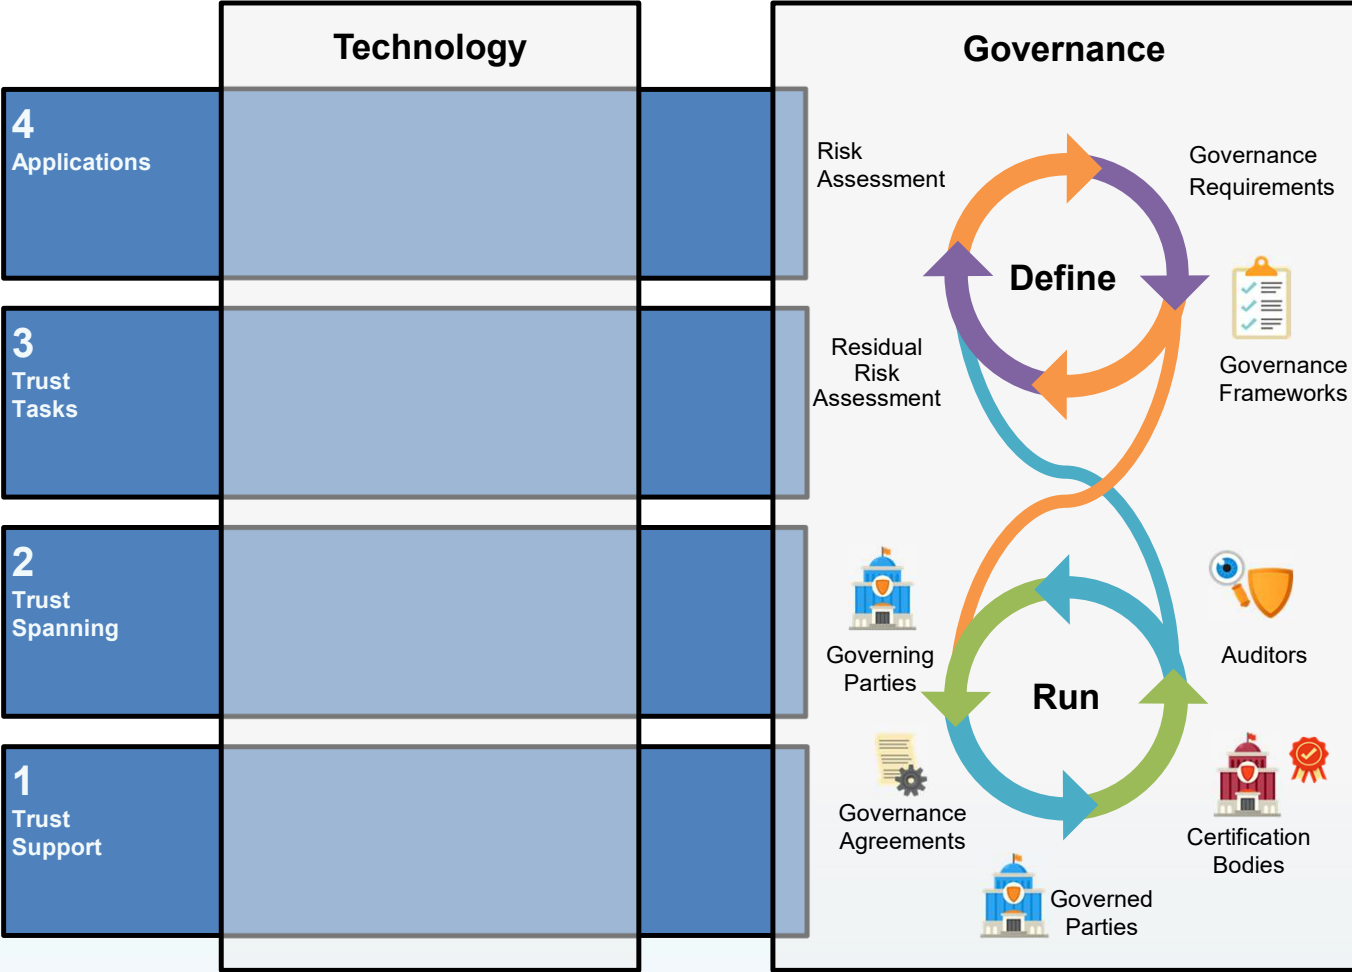 Technology
Governance
4
Applications
3
Trust
Tasks
2
Trust
Spanning
1
Trust
Support
Risk
Assessment
Governance
Requirements
Define
Residual
Risk
Assessment
Governance
Frameworks
Governing
Parties
Auditors
Run
Governance
Agreements
Certification
Bodies
Governed
Parties